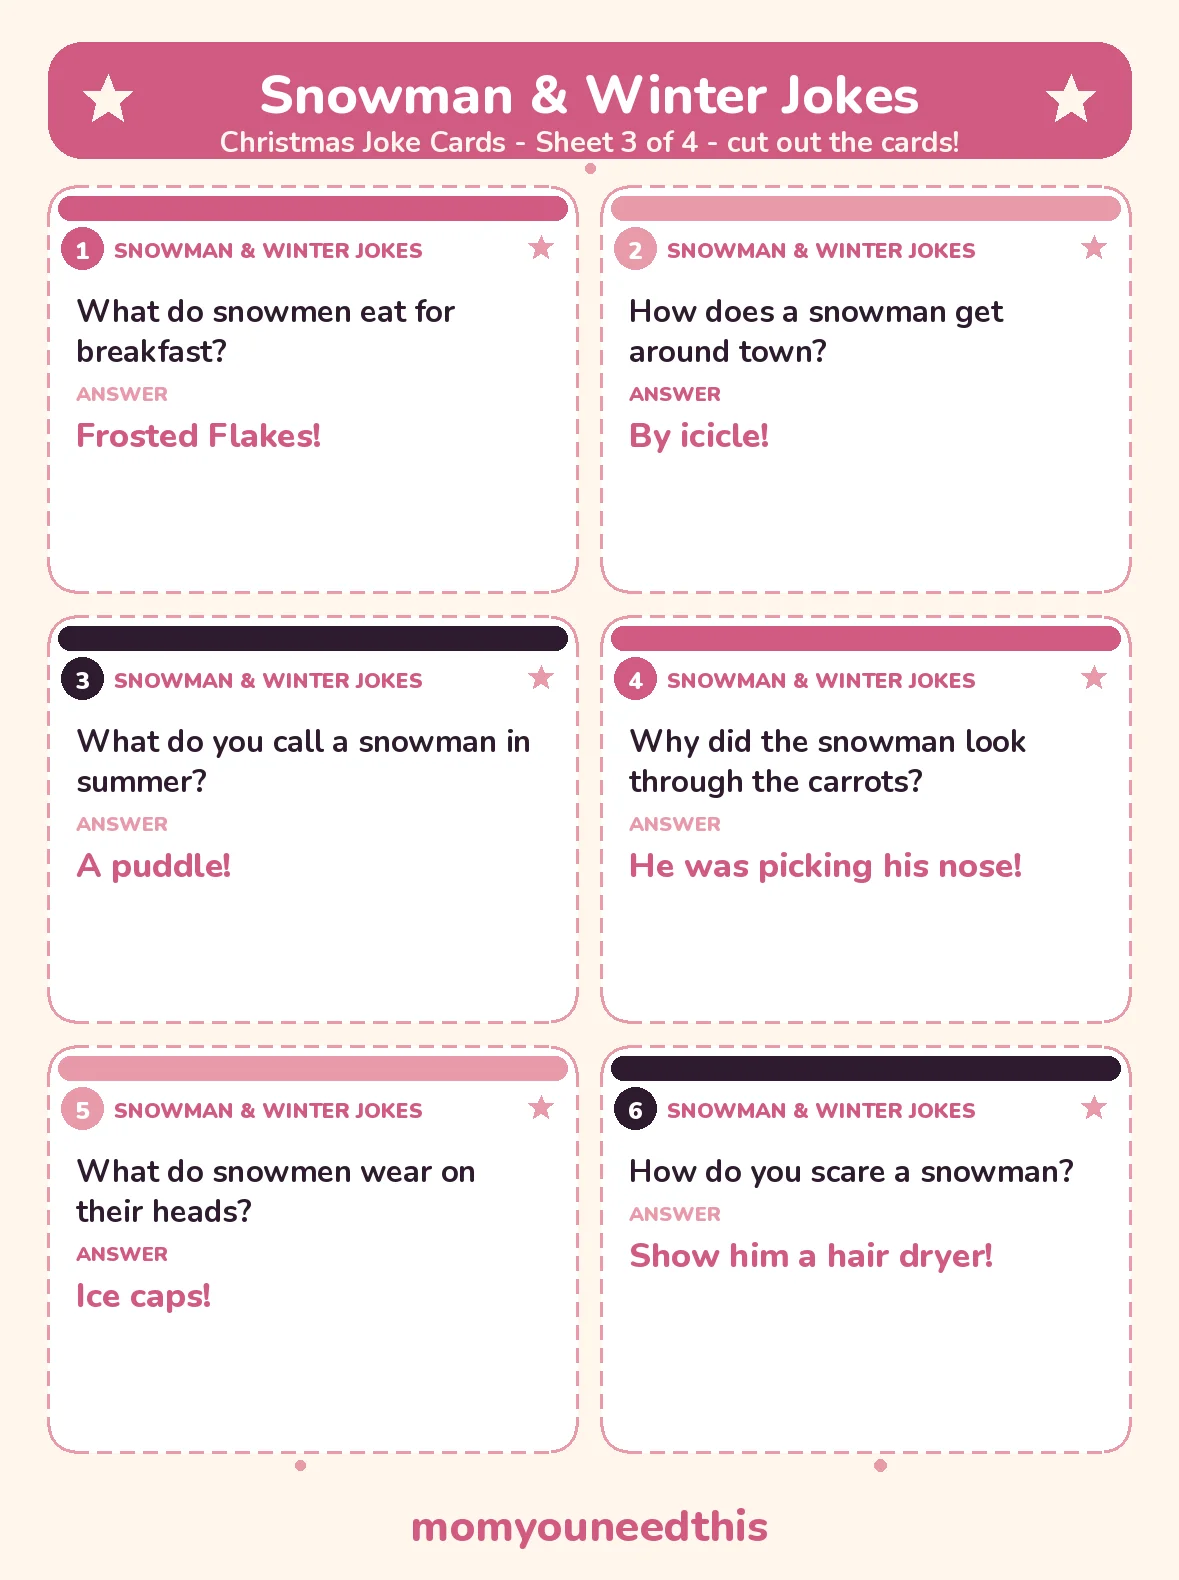 Snowman & Winter Jokes
Christmas Joke Cards - Sheet 3 of 4 - cut out the cards!
1 SNOWMAN & WINTER JOKES
What do snowmen eat for
breakfast?
ANSWER
Frosted Flakes!
2 SNOWMAN & WINTER JOKES
How does a snowman get
around town?
ANSWER
By icicle!
3 SNOWMAN & WINTER JOKES
What do you call a snowman in
summer?
ANSWER
A puddle!
4 SNOWMAN & WINTER JOKES
Why did the snowman look
through the carrots?
ANSWER
He was picking his nose!
5 SNOWMAN & WINTER JOKES
What do snowmen wear on
their heads?
ANSWER
Ice caps!
6 SNOWMAN & WINTER JOKES
How do you scare a snowman?
ANSWER
Show him a hair dryer!
momyouneedthis